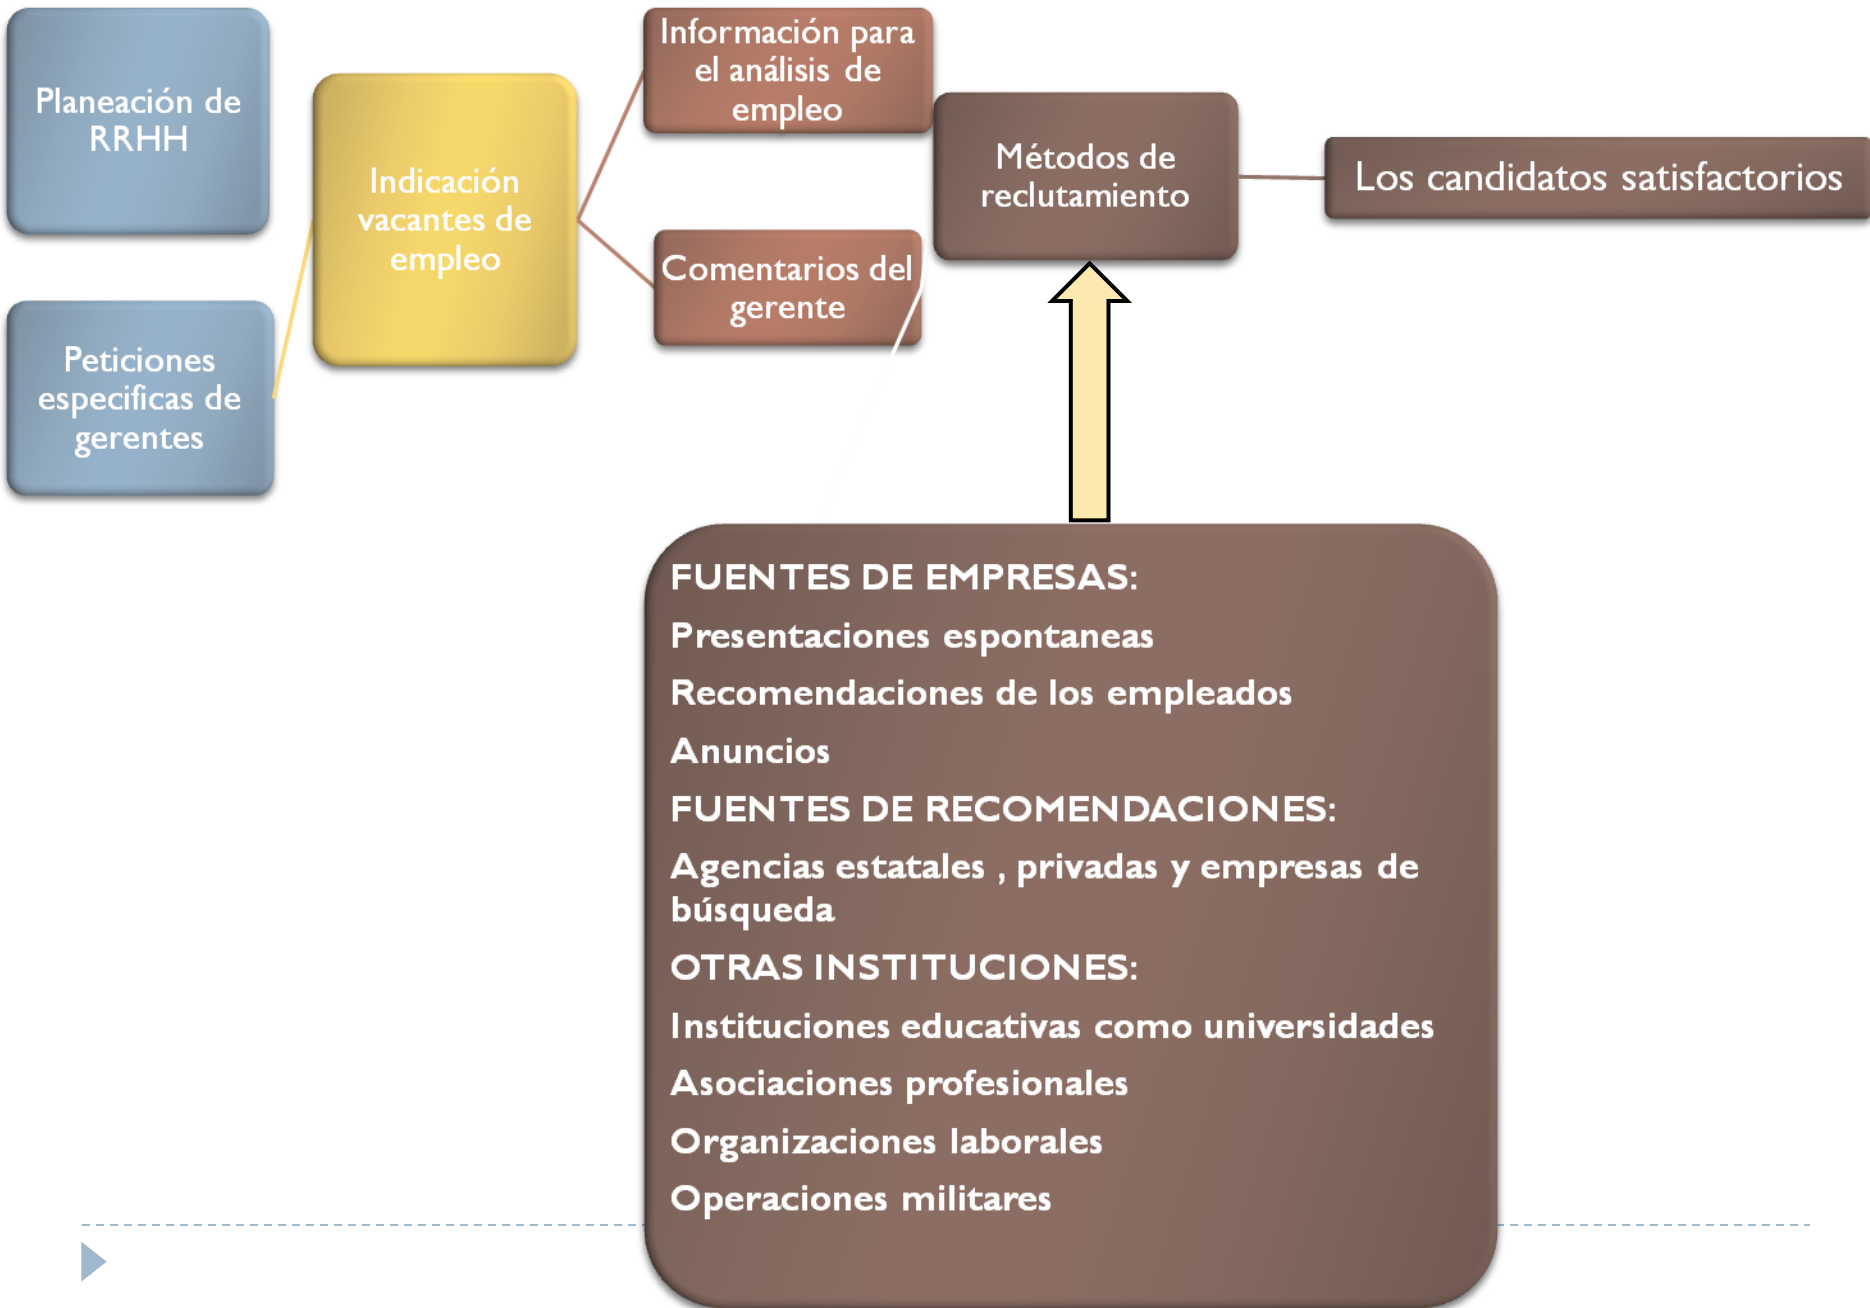 Planeación de
RRHH
Peticiones
especificas de
gerentes
Indicación
vacantes de
empleo
Información para
el análisis de
empleo
Comentarios del
gerente
Métodos de
reclutamiento
Los candidatos satisfactorios
FUENTES DE EMPRESAS:
Presentaciones espontaneas
Recomendaciones de los empleados
Anuncios
FUENTES DE RECOMENDACIONES:
Agencias estatales , privadas y empresas de
búsqueda
OTRAS INSTITUCIONES:
Instituciones educativas como universidades
Asociaciones profesionales
Organizaciones laborales
Operaciones militares